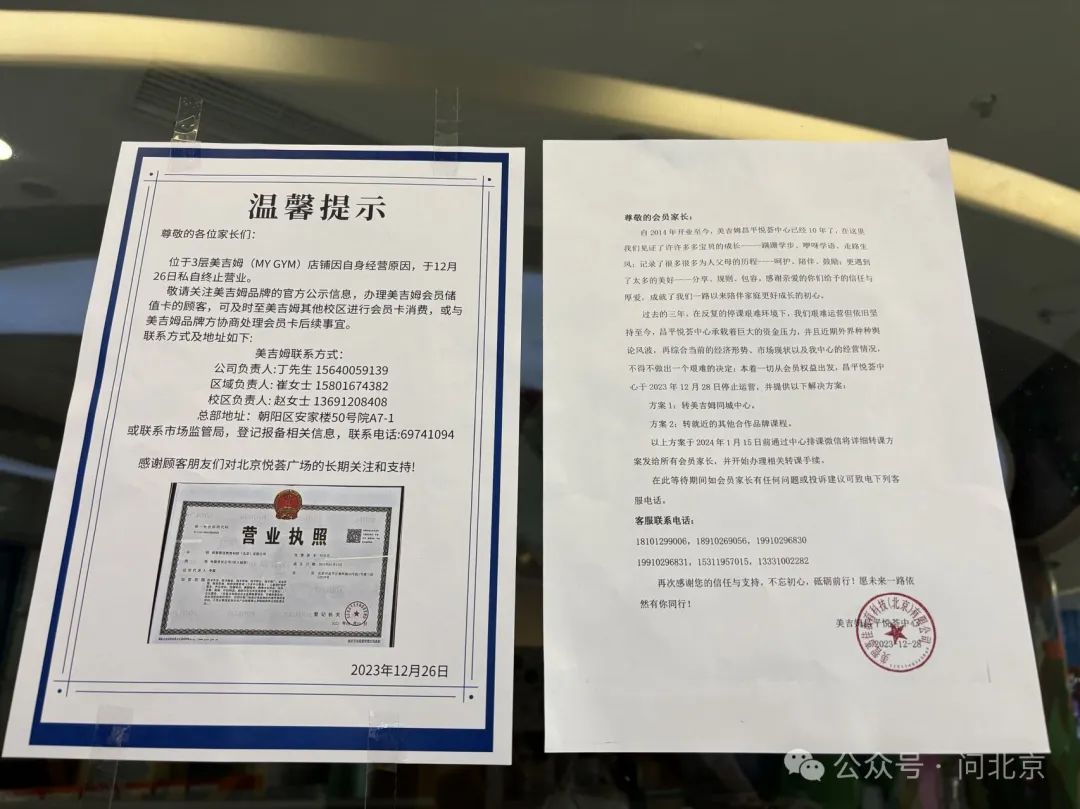 温馨提示
尊敬的各位家长们：
位于3层美吉姆（MY GYM）店铺因自身经营原因，于12月
26日私自终止营业。
敬请关注美吉姆品牌的官方公示信息，办理美吉姆会员储
值卡的顾客，可及时至美吉姆其他校区进行会员卡消费，或与
美吉姆品牌方协商处理会员卡后续事宜。
联系方式及地址如下：
美吉姆联系方式：
公司负责人:丁先生 15640059139
区域负责人: 崔女士 15801674382
校区负责人: 赵女士 13691208408
总部地址：朝阳区安家楼50号院A7-1
或联系市场监管局，登记报备相关信息，联系电话:69741094
感谢顾客朋友们对北京悦荟广场的长期关注和支持!
营业执照
登记机关
2023年12月26日
尊敬的会员家长：
自2014年开业至今，美吉姆昌平悦荟中心已经10年了，在这里
我们见证了许许多多宝贝的成长——蹒跚学步、咿呀学语、走路生
风；记录了很多很多为人父母的历程——呵护、陪伴、鼓励；更遇到
了太多的美好——分享、规则、包容。感谢亲爱的你们给予的信任与
厚爱，成就了我们一路以来陪伴家庭更好成长的初心。
过去的三年，在反复的停课艰难环境下，我们艰难运营但依旧坚
持至今，昌平悦荟中心承载着巨大的资金压力，并且近期外界种种舆
论风波，再综合当前的经济形势、市场现状以及我中心的经营情况，
不得不做出一个艰难的决定：本着一切从会员权益出发，昌平悦荟中
心于 2023 年 12 月 28 日停止运营，并提供以下解决方案：
方案 1：转美吉姆同城中心。
方案 2：转就近的其他合作品牌课程。
以上方案于 2024 年 1 月 15 日前通过中心排课微信将详细转课方
案发给所有会员家长，并开始办理相关转课手续。
在此等待期间如会员家长有任何问题或投诉建议可致电下列客
服电话。
客服联系电话：
18101299006，18910269056，19910296830
19910296831，15311957015，13331002282
再次感谢您的信任与支持，不忘初心，砥砺前行！愿未来一路依
然有你同行！
美吉姆昌平悦荟中心
2023-12-28
公众号 · 问北京